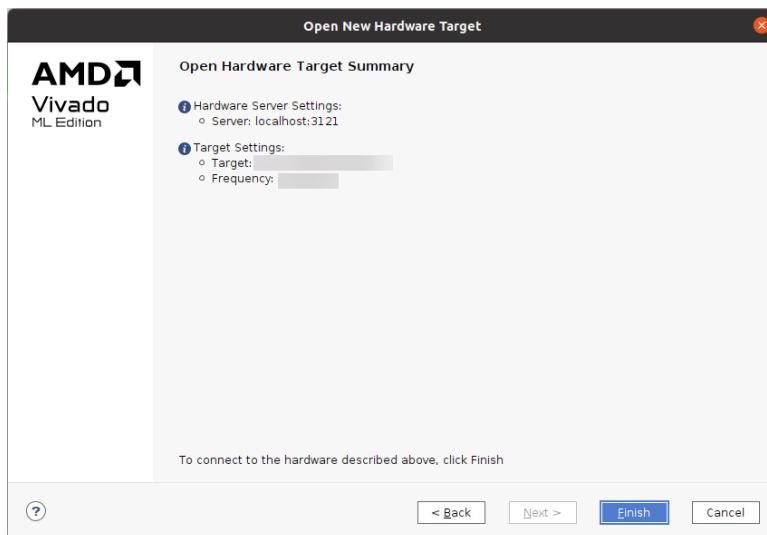 Open New Hardware Target
AMD
Vivado
ML Edition
Open Hardware Target Summary
Hardware Server Settings:
Server: localhost:3121
Target Settings:
Target:
Frequency:
To connect to the hardware described above, click Finish
?
< Back
Next >
Finish
Cancel